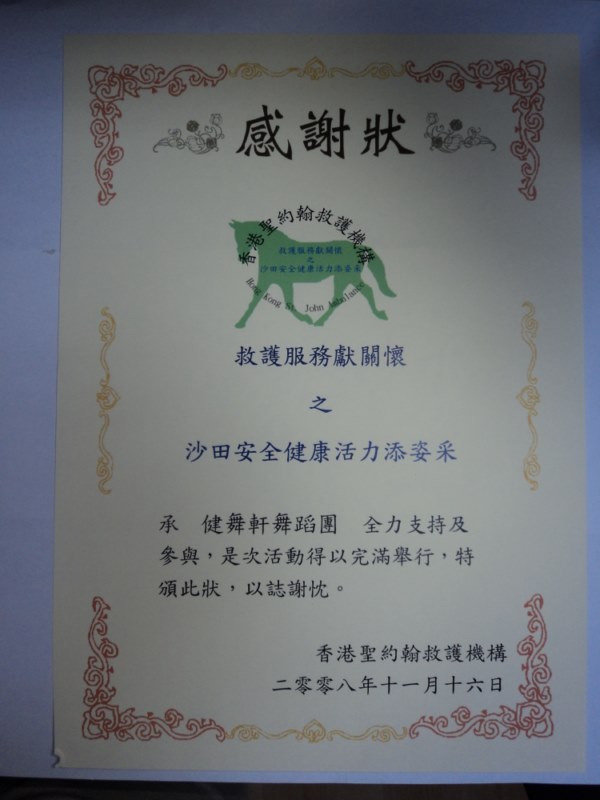 感謝狀
香港聖約翰救護機構
救護服務獻關懷
之
沙田安全健康活力添姿采
Hong Kong St. John Ambulance
救護服務獻關懷
之
沙田安全健康活力添姿采
承　健舞軒舞蹈團　全力支持及
參與，是次活動得以完滿舉行，特
頒此狀，以誌謝忱。
香港聖約翰救護機構
二零零八年十一月十六日